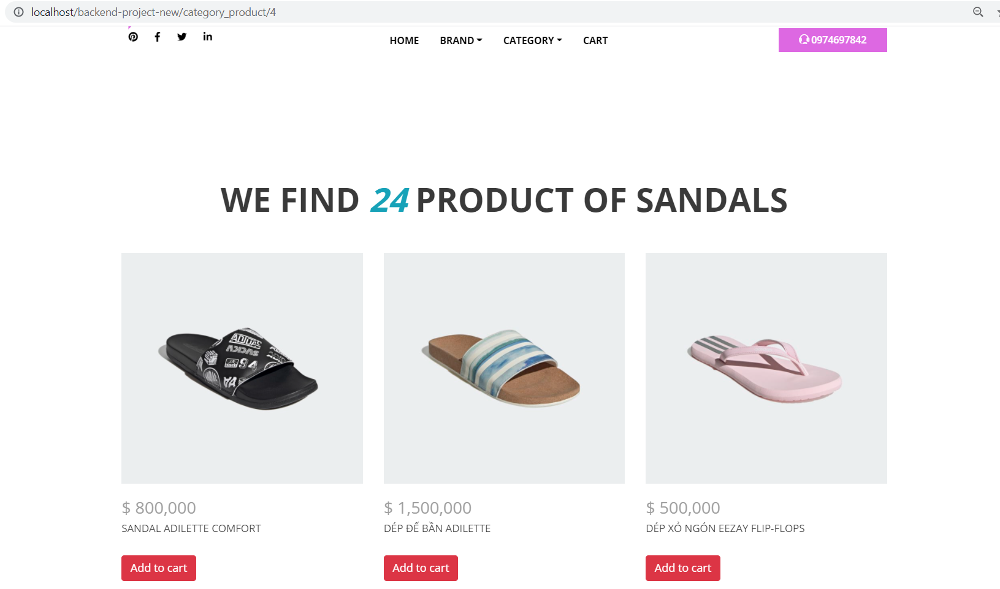 localhost/backend-project-new/category_product/4
HOME BRAND CATEGORY CART 0974697842
WE FIND 24 PRODUCT OF SANDALS
ADIDAS
94
$ 800,000 $ 1,500,000 $ 500,000
SANDAL ADILETTE COMFORT DÉP ĐẾ BẦN ADILETTE DÉP XỎ NGÓN EEZAY FLIP-FLOPS
Add to cart Add to cart Add to cart